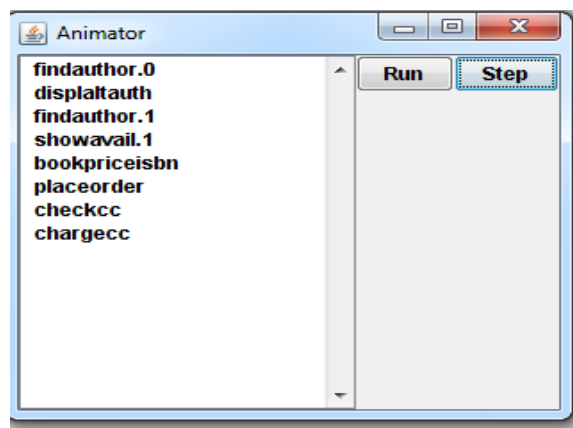 Animator
findauthor.0
displaltauth
findauthor.1
showavail.1
bookpriceisbn
placeorder
checkcc
chargecc
Run
Step